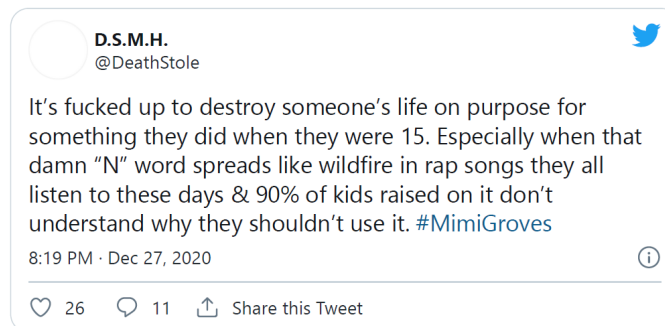 D.S.M.H.
@DeathStole
It’s fucked up to destroy someone’s life on purpose for
something they did when they were 15. Especially when that
damn “N” word spreads like wildfire in rap songs they all
listen to these days & 90% of kids raised on it don’t
understand why they shouldn’t use it. #MimiGroves
8:19 PM · Dec 27, 2020
26 11 Share this Tweet